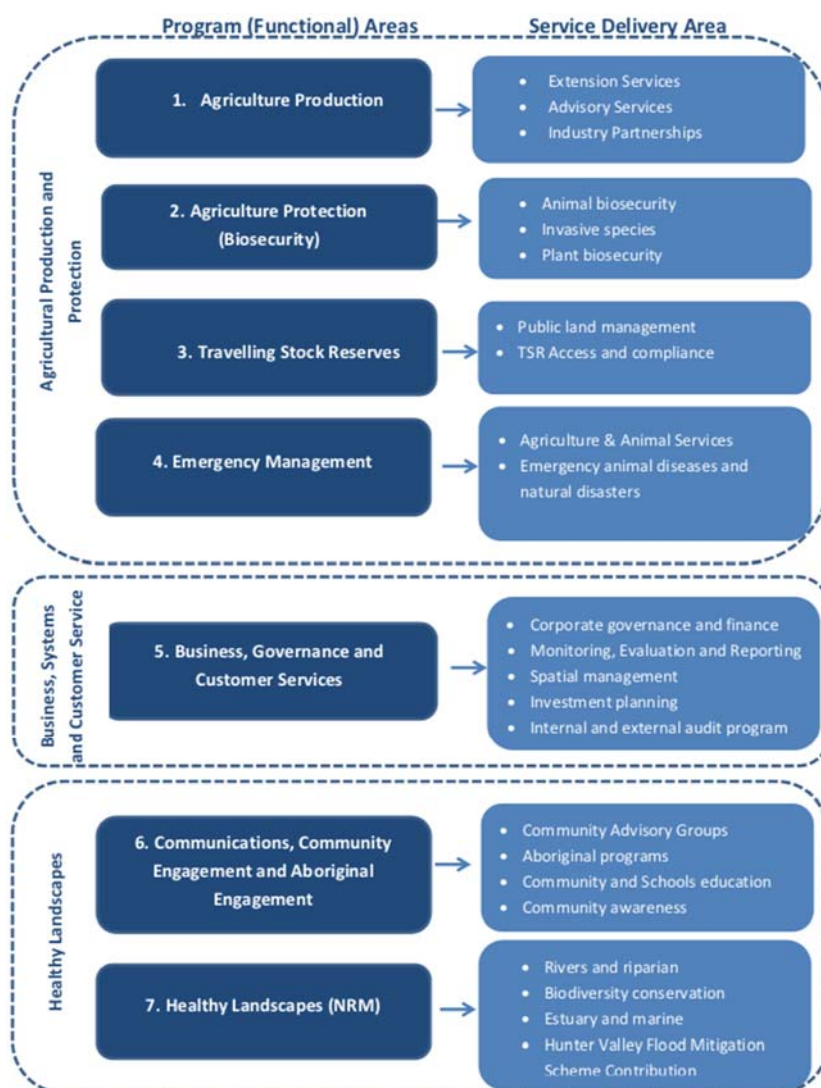 Program (Functional) Areas
Service Delivery Area
Agricultural Production and
Protection
1. Agriculture Production
• Extension Services
• Advisory Services
• Industry Partnerships
2. Agriculture Protection
(Biosecurity)
• Animal biosecurity
• Invasive species
• Plant biosecurity
3. Travelling Stock Reserves
• Public land management
• TSR Access and compliance
4. Emergency Management
• Agriculture & Animal Services
• Emergency animal diseases and
natural disasters
Business, Systems
and Customer Service
5. Business, Governance and
Customer Services
• Corporate governance and finance
• Monitoring, Evaluation and Reporting
• Spatial management
• Investment planning
• Internal and external audit program
Healthy Landscapes
6. Communications, Community
Engagement and Aboriginal
Engagement
• Community Advisory Groups
• Aboriginal programs
• Community and Schools education
• Community awareness
7. Healthy Landscapes (NRM)
• Rivers and riparian
• Biodiversity conservation
• Estuary and marine
• Hunter Valley Flood Mitigation
Scheme Contribution